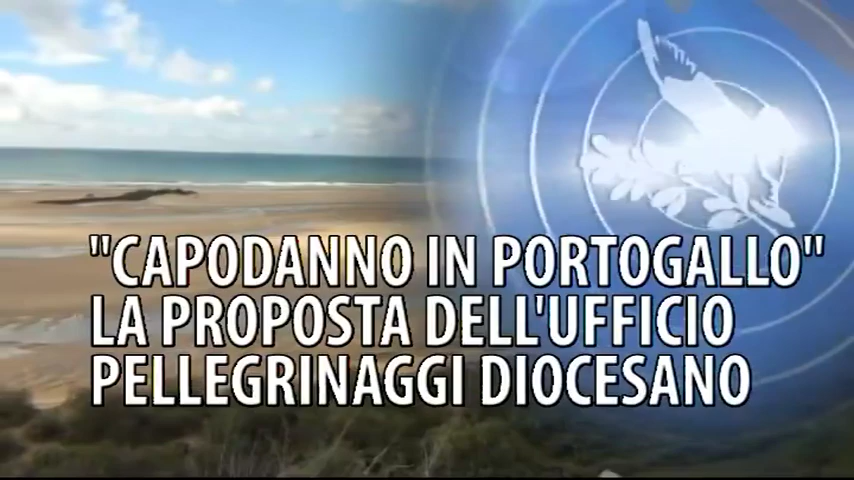 "CAPODANNO IN PORTOGALLO"
LA PROPOSTA DELL'UFFICIO
PELLEGRINAGGI DIOCESANO